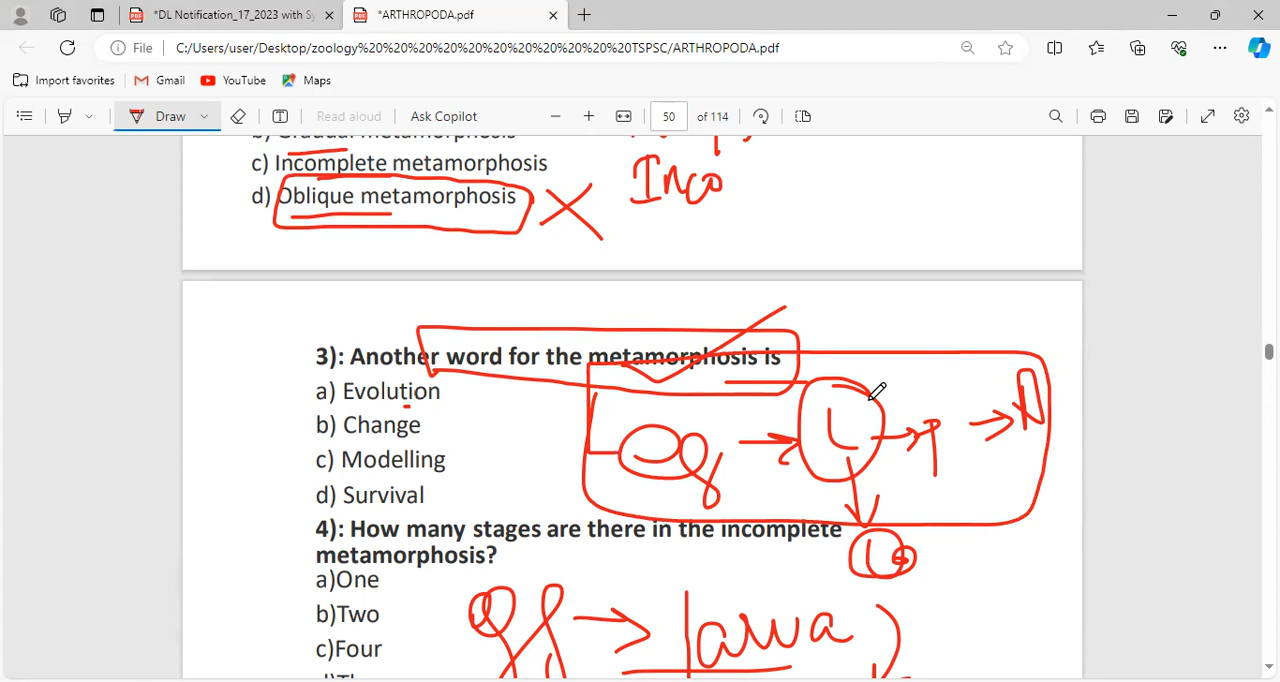 *DL Notification_17_2023 with Sy
*ARTHROPODA.pdf
File
C:/Users/user/Desktop/zoology%20%20%20%20%20%20%20%20%20%20TSPSC/ARTHROPODA.pdf
Import favorites
Gmail
YouTube
Maps
Draw
Read aloud
Ask Copilot
50
of 114
b) Gradual metamorphosis
c) Incomplete metamorphosis
Inco
d) Oblique metamorphosis
3): Another word for the metamorphosis is
a) Evolution
b) Change
c) Modelling
d) Survival
4): How many stages are there in the incomplete
metamorphosis?
a)One
b)Two
larva
c)Four